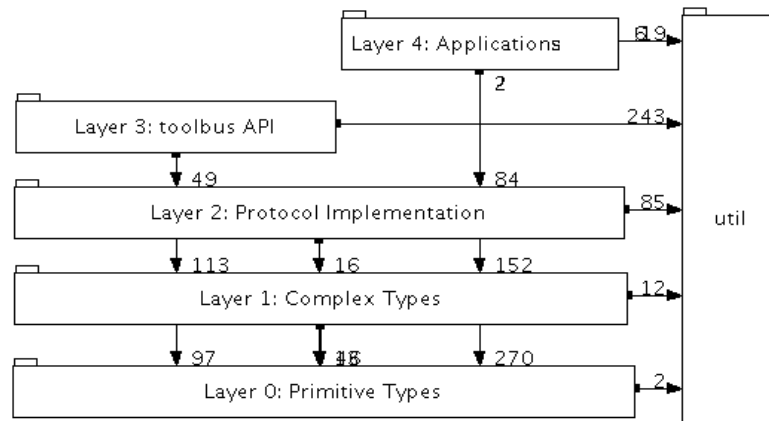 Layer 4: Applications
243
Layer 3: toolbus API
49
84
Layer 2: Protocol Implementation
85
util
113
16
152
Layer 1: Complex Types
12
97
270
Layer 0: Primitive Types
2